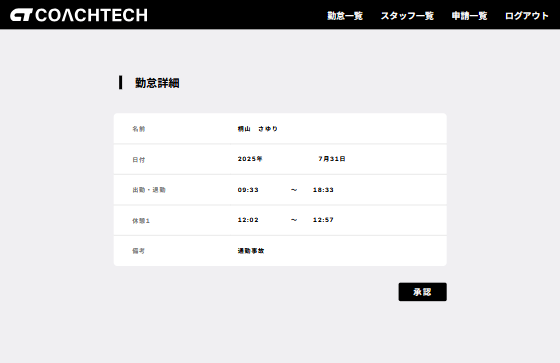 COACHTECH 勤怠一覧 スタッフ一覧 申請一覧 ログアウト
勤怠詳細
名前 桐山 さゆり
日付 2025年 7月31日
出勤・退勤 09:33 〜 18:33
休憩1 12:02 〜 12:57
備考 通勤事故
承認